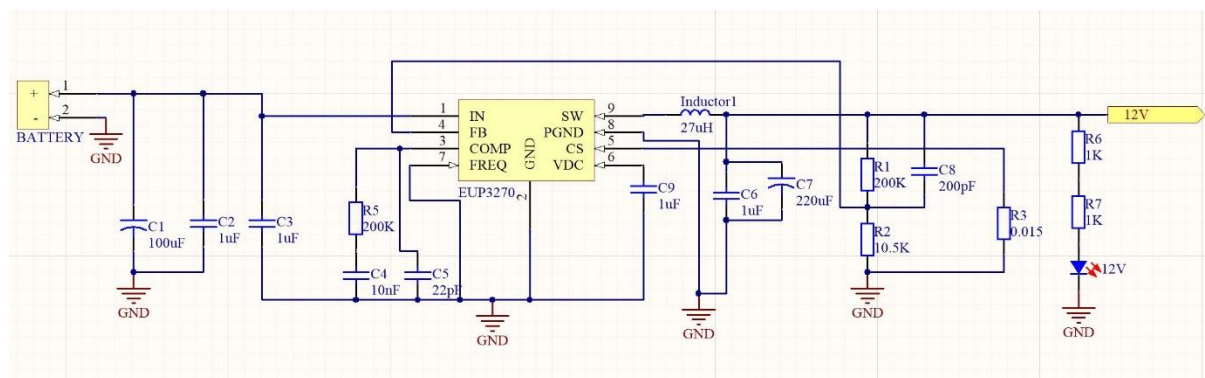 +
-
1
2
BATTERY
GND
C1
100uF
C2
1uF
C3
1uF
GND
R5
200K
C4
10nF
C5
22pF
1
4
3
7
IN
FB
COMP
FREQ
GND
SW
PGND
CS
VDC
9
8
5
6
2
EUP3270
GND
C9
1uF
Inductor1
27uH
C6
1uF
C7
220uF
GND
R1
200K
C8
200pF
R2
10.5K
GND
R3
0.015
12V
R6
1K
R7
1K
12V
GND